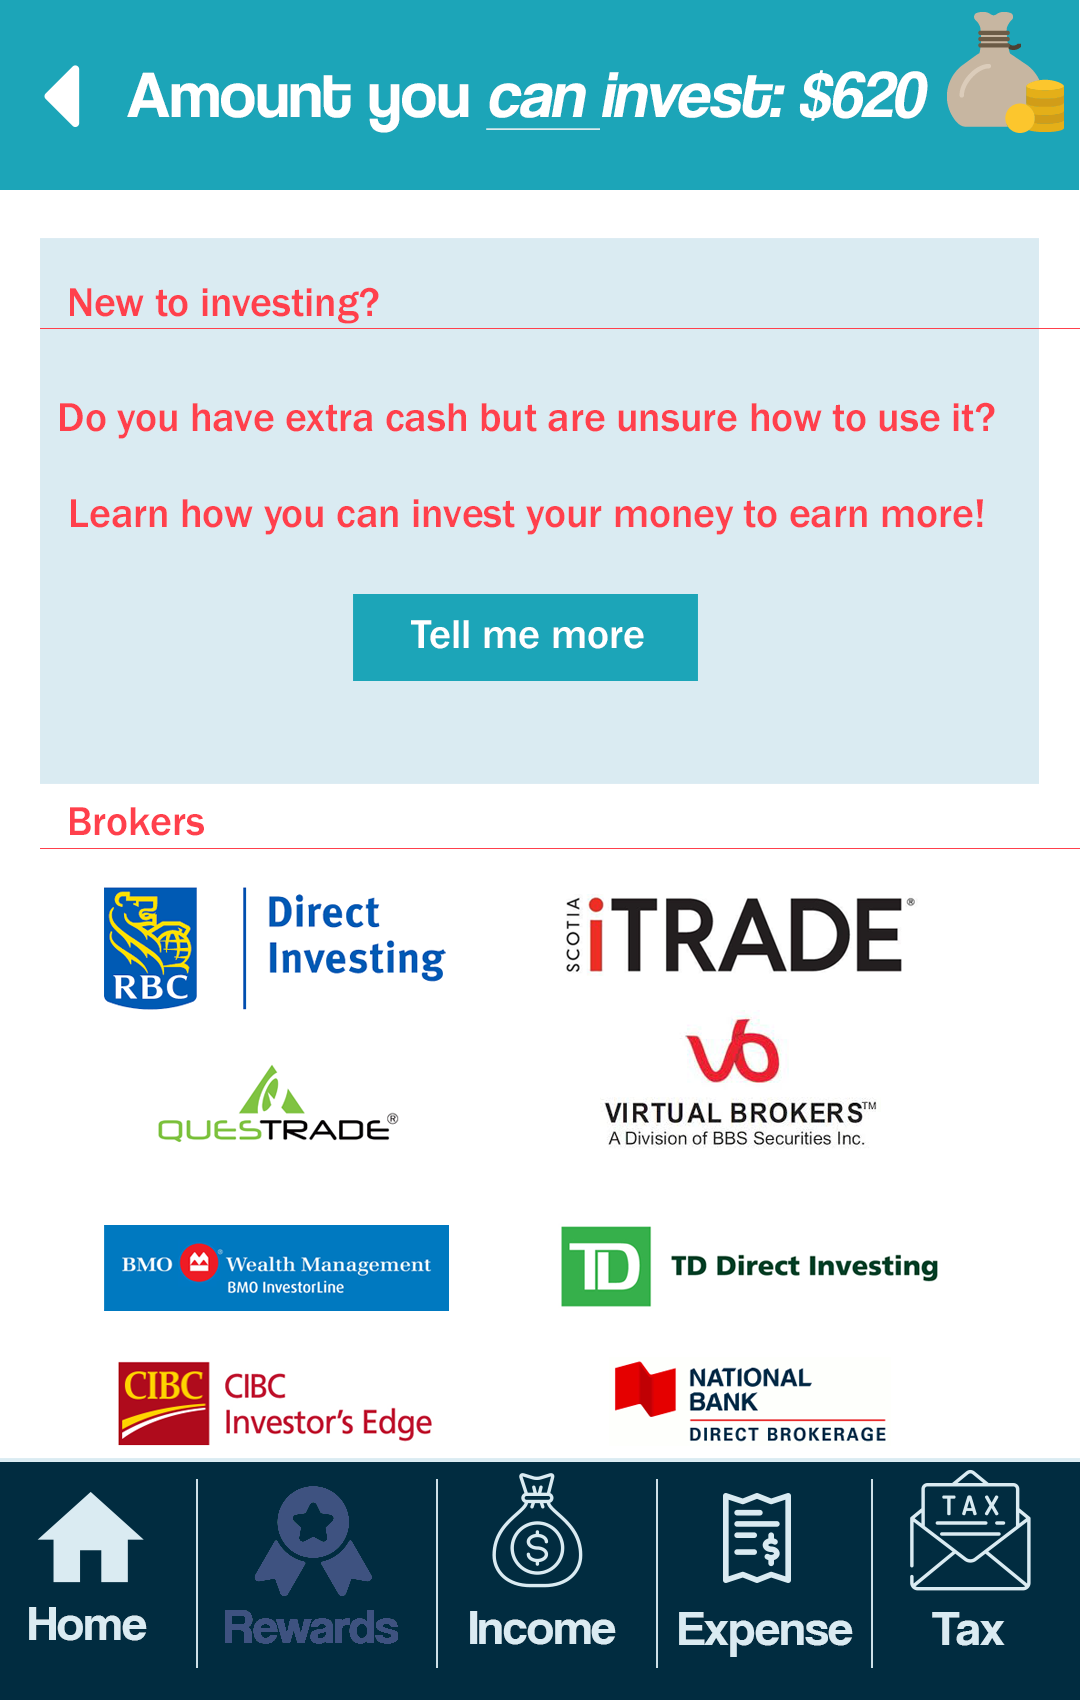 Amount you can invest: $620
New to investing?
Do you have extra cash but are unsure how to use it?
Learn how you can invest your money to earn more!
Tell me more
Brokers
RBC
Direct
Investing
SCOTIA
iTRADE®
QUESTRADE®
VIRTUAL BROKERS™
A Division of BBS Securities Inc.
BMO Wealth Management
BMO InvestorLine
TD
TD Direct Investing
CIBC
CIBC
Investor's Edge
NATIONAL
BANK
DIRECT BROKERAGE
Home
Rewards
$
Income
$
Expense
TAX
Tax